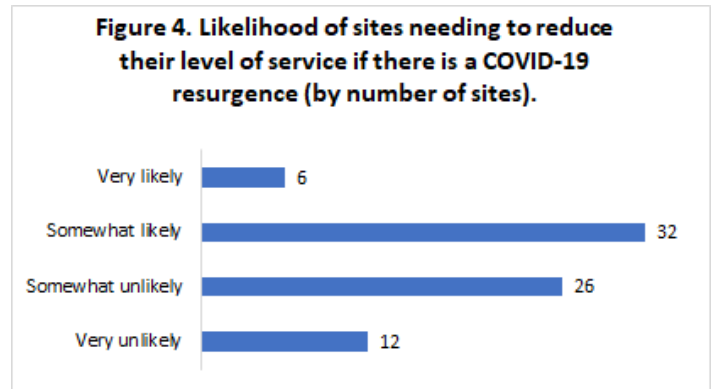 Figure 4. Likelihood of sites needing to reduce
their level of service if there is a COVID-19
resurgence (by number of sites).
Very likely 6
Somewhat likely 32
Somewhat unlikely 26
Very unlikely 12